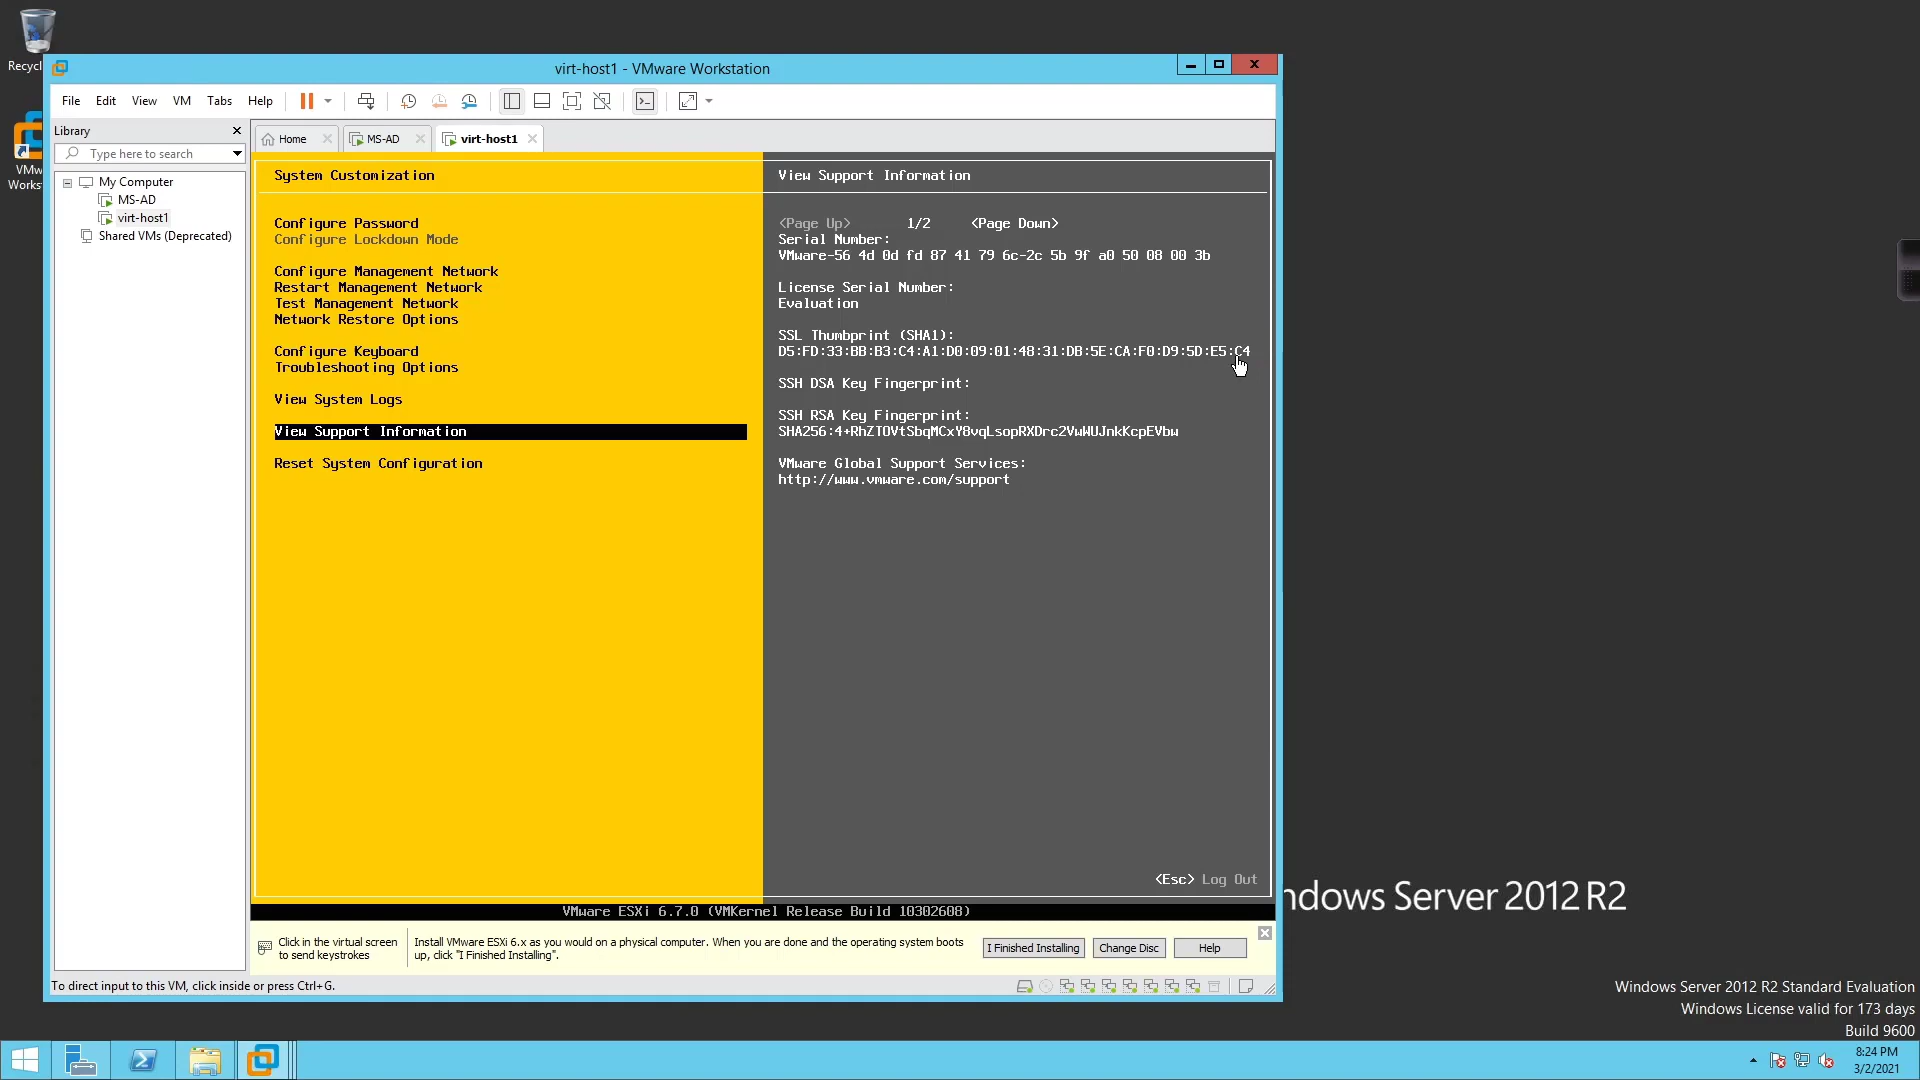 Recycl
VMw
Works
virt-host1 - VMware Workstation
File Edit View VM Tabs Help
Library
Type here to search
My Computer
MS-AD
virt-host1
Shared VMs (Deprecated)
Home MS-AD virt-host1
System Customization
Configure Password
Configure Lockdown Mode
Configure Management Network
Restart Management Network
Test Management Network
Network Restore Options
Configure Keyboard
Troubleshooting Options
View System Logs
View Support Information
Reset System Configuration
View Support Information
<Page Up> 1/2 <Page Down>
Serial Number:
VMware-56 4d 0d fd 87 41 79 6c-2c 5b 9f a0 50 08 00 3b
License Serial Number:
Evaluation
SSL Thumbprint (SHA1):
D5:FD:33:BB:B3:C4:A1:D0:09:01:48:31:DB:5E:CA:F0:D9:5D:E5:C4
SSH DSA Key Fingerprint:
SSH RSA Key Fingerprint:
SHA256:4+RhZTOVtSbqMCxY8vqLsopRXDrc2VwWUJnkKcpEVbw
VMware Global Support Services:
http://www.vmware.com/support
<Esc> Log Out
VMware ESXi 6.7.0 (VMKernel Release Build 10302608)
Click in the virtual screen
to send keystrokes
Install VMware ESXi 6.x as you would on a physical computer. When you are done and the operating system boots
up, click "I Finished Installing".
I Finished Installing Change Disc Help
To direct input to this VM, click inside or press Ctrl+G.
ndows Server 2012 R2
Windows Server 2012 R2 Standard Evaluation
Windows License valid for 173 days
Build 9600
8:24 PM
3/2/2021